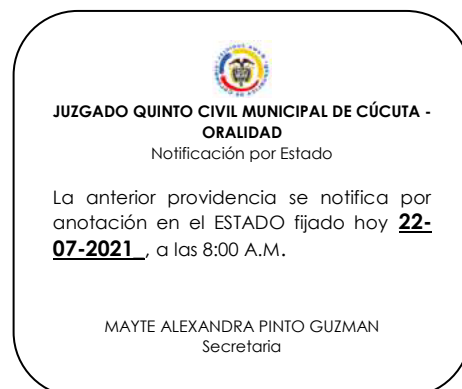 JUZGADO QUINTO CIVIL MUNICIPAL DE CÚCUTA -
ORALIDAD
Notificación por Estado
La anterior providencia se notifica por
anotación en el ESTADO fijado hoy 22-
07-2021_, a las 8:00 A.M.
MAYTE ALEXANDRA PINTO GUZMAN
Secretaria